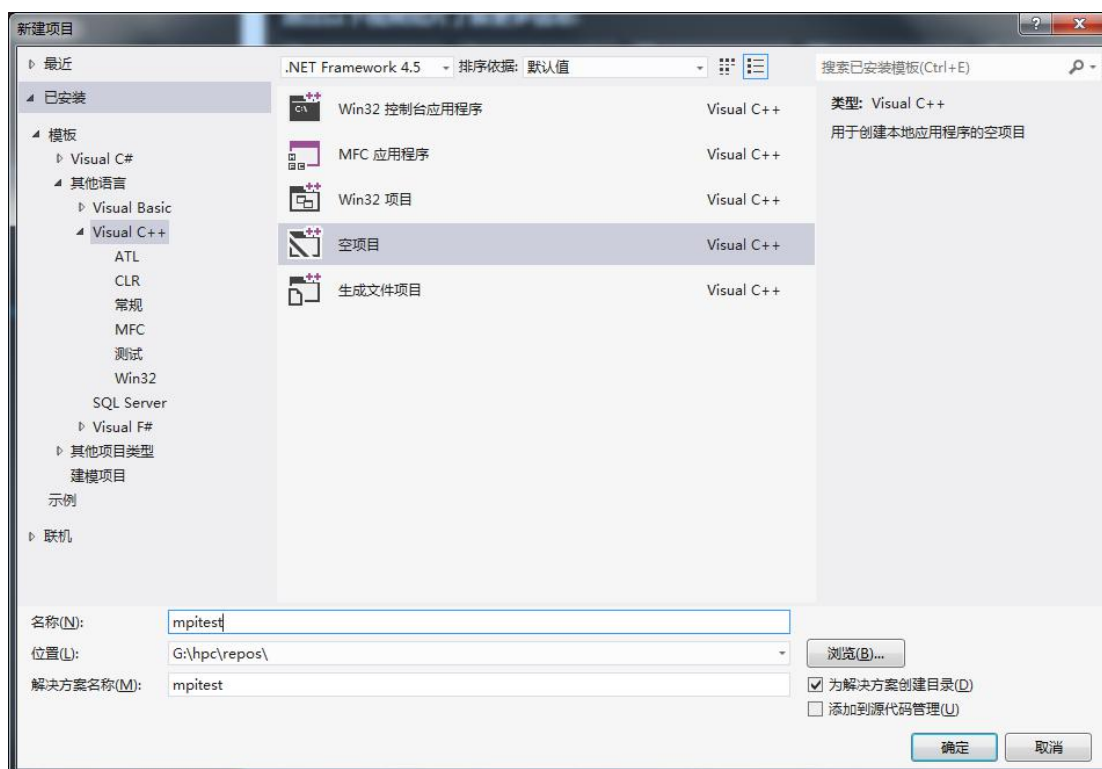 新建项目
最近
已安装
模板
Visual C#
其他语言
Visual Basic
Visual C++
ATL
CLR
常规
MFC
测试
Win32
SQL Server
Visual F#
其他项目类型
建模项目
示例
联机
.NET Framework 4.5 排序依据: 默认值
Win32 控制台应用程序 Visual C++
MFC 应用程序 Visual C++
Win32 项目 Visual C++
空项目 Visual C++
生成文件项目 Visual C++
搜索已安装模板(Ctrl+E)
类型: Visual C++
用于创建本地应用程序的空项目
名称(N): mpitest
位置(L): G:\hpc\repos\
解决方案名称(M): mpitest
浏览(B)...
为解决方案创建目录(D)
添加到源代码管理(U)
确定 取消